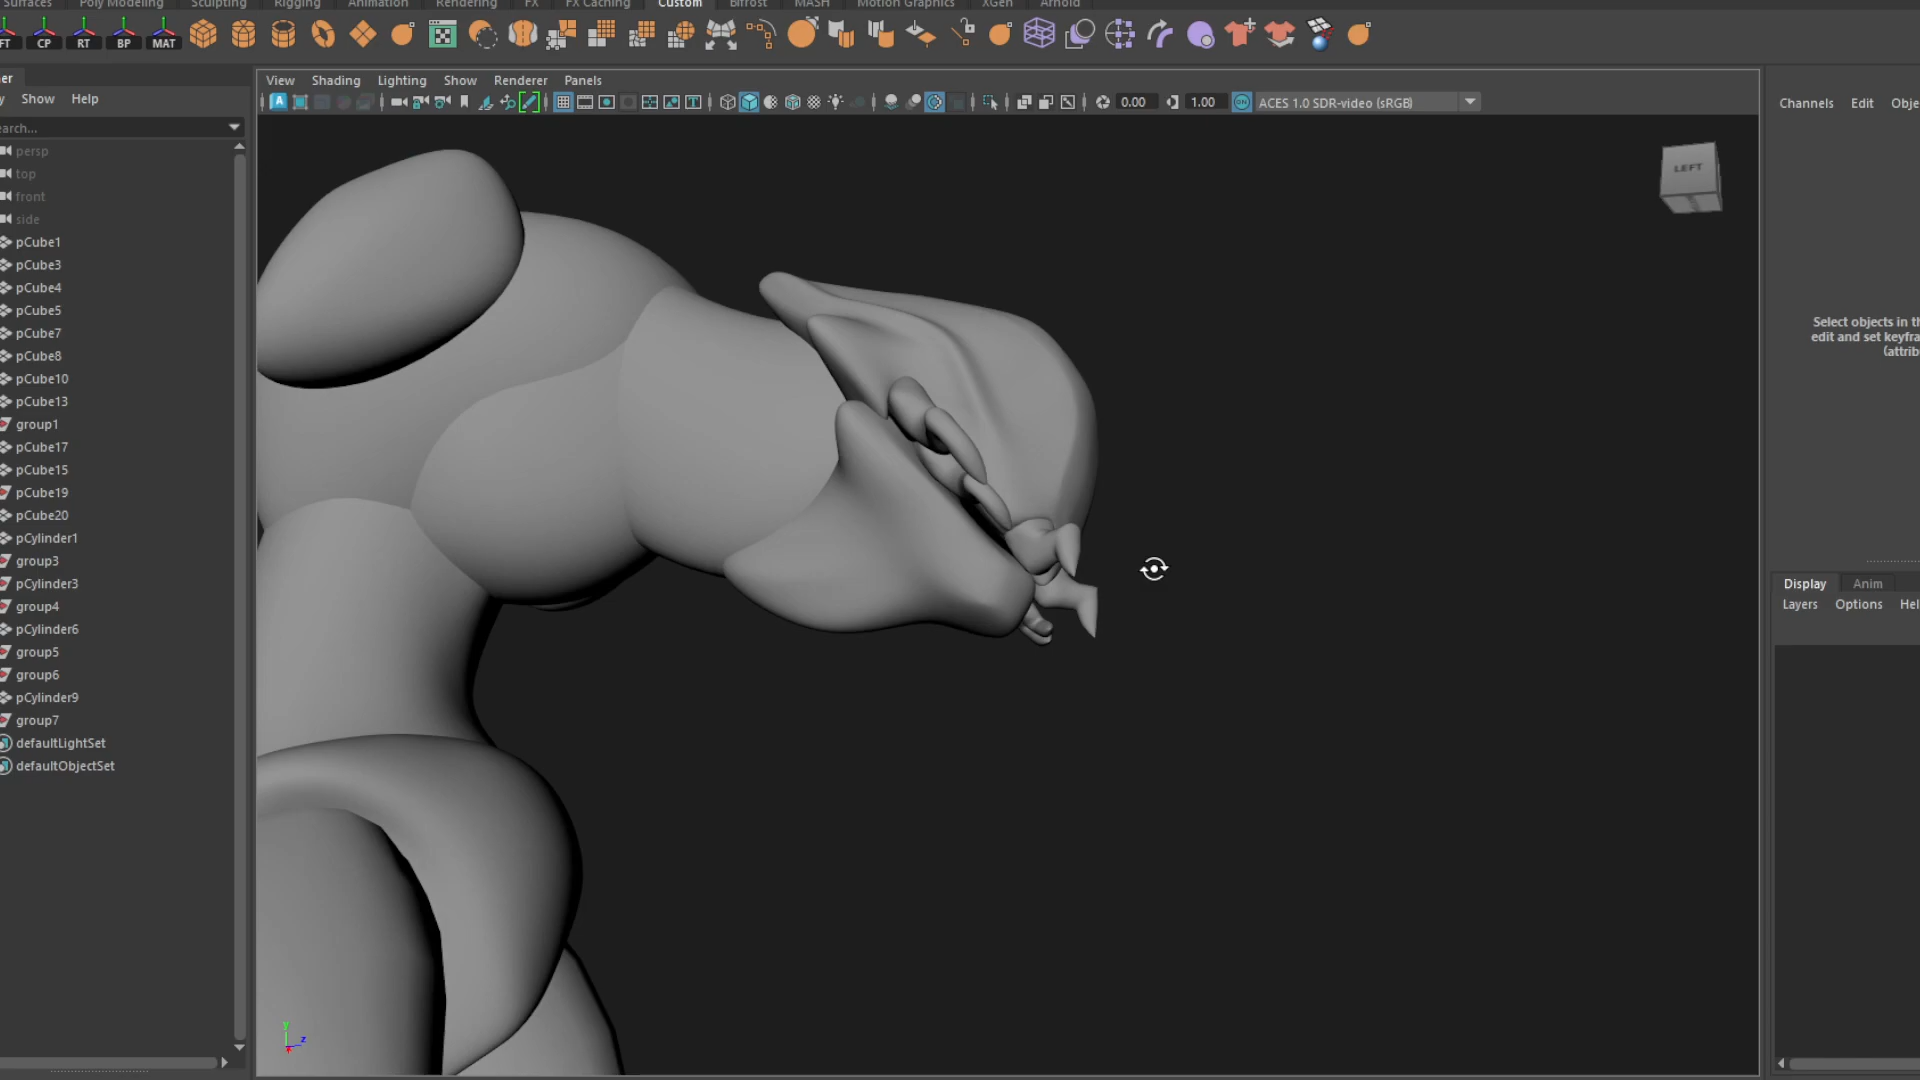 Surfaces Poly Modeling Sculpting Rigging Animation Rendering FX FX Caching Custom Bifrost MASH Motion Graphics XGen Arnold
FT CP RT BP MAT
er
View Shading Lighting Show Renderer Panels
y Show Help
0.00 1.00 ON ACES 1.0 SDR-video (sRGB)
Channels Edit Obje
earch...
persp
top
front
side
pCube1
pCube3
pCube4
pCube5
pCube7
pCube8
pCube10
pCube13
group1
pCube17
pCube15
pCube19
pCube20
pCylinder1
group3
pCylinder3
group4
pCylinder6
group5
group6
pCylinder9
group7
defaultLightSet
defaultObjectSet
LEFT
Select objects in th
edit and set keyfra
(attrib
Display Anim
Layers Options Hel
y
z